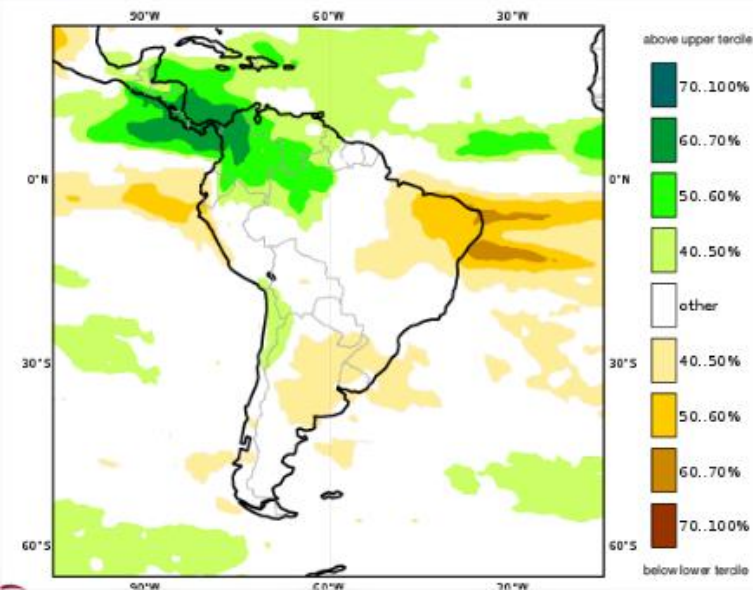 90°W 60°W 30°W
above upper tercile
70..100%
60..70%
0°N 0°N
50..60%
40..50%
other
30°S 30°S
40..50%
50..60%
60..70%
70..100%
60°S 60°S
below lower tercile
90°W 60°W 30°W